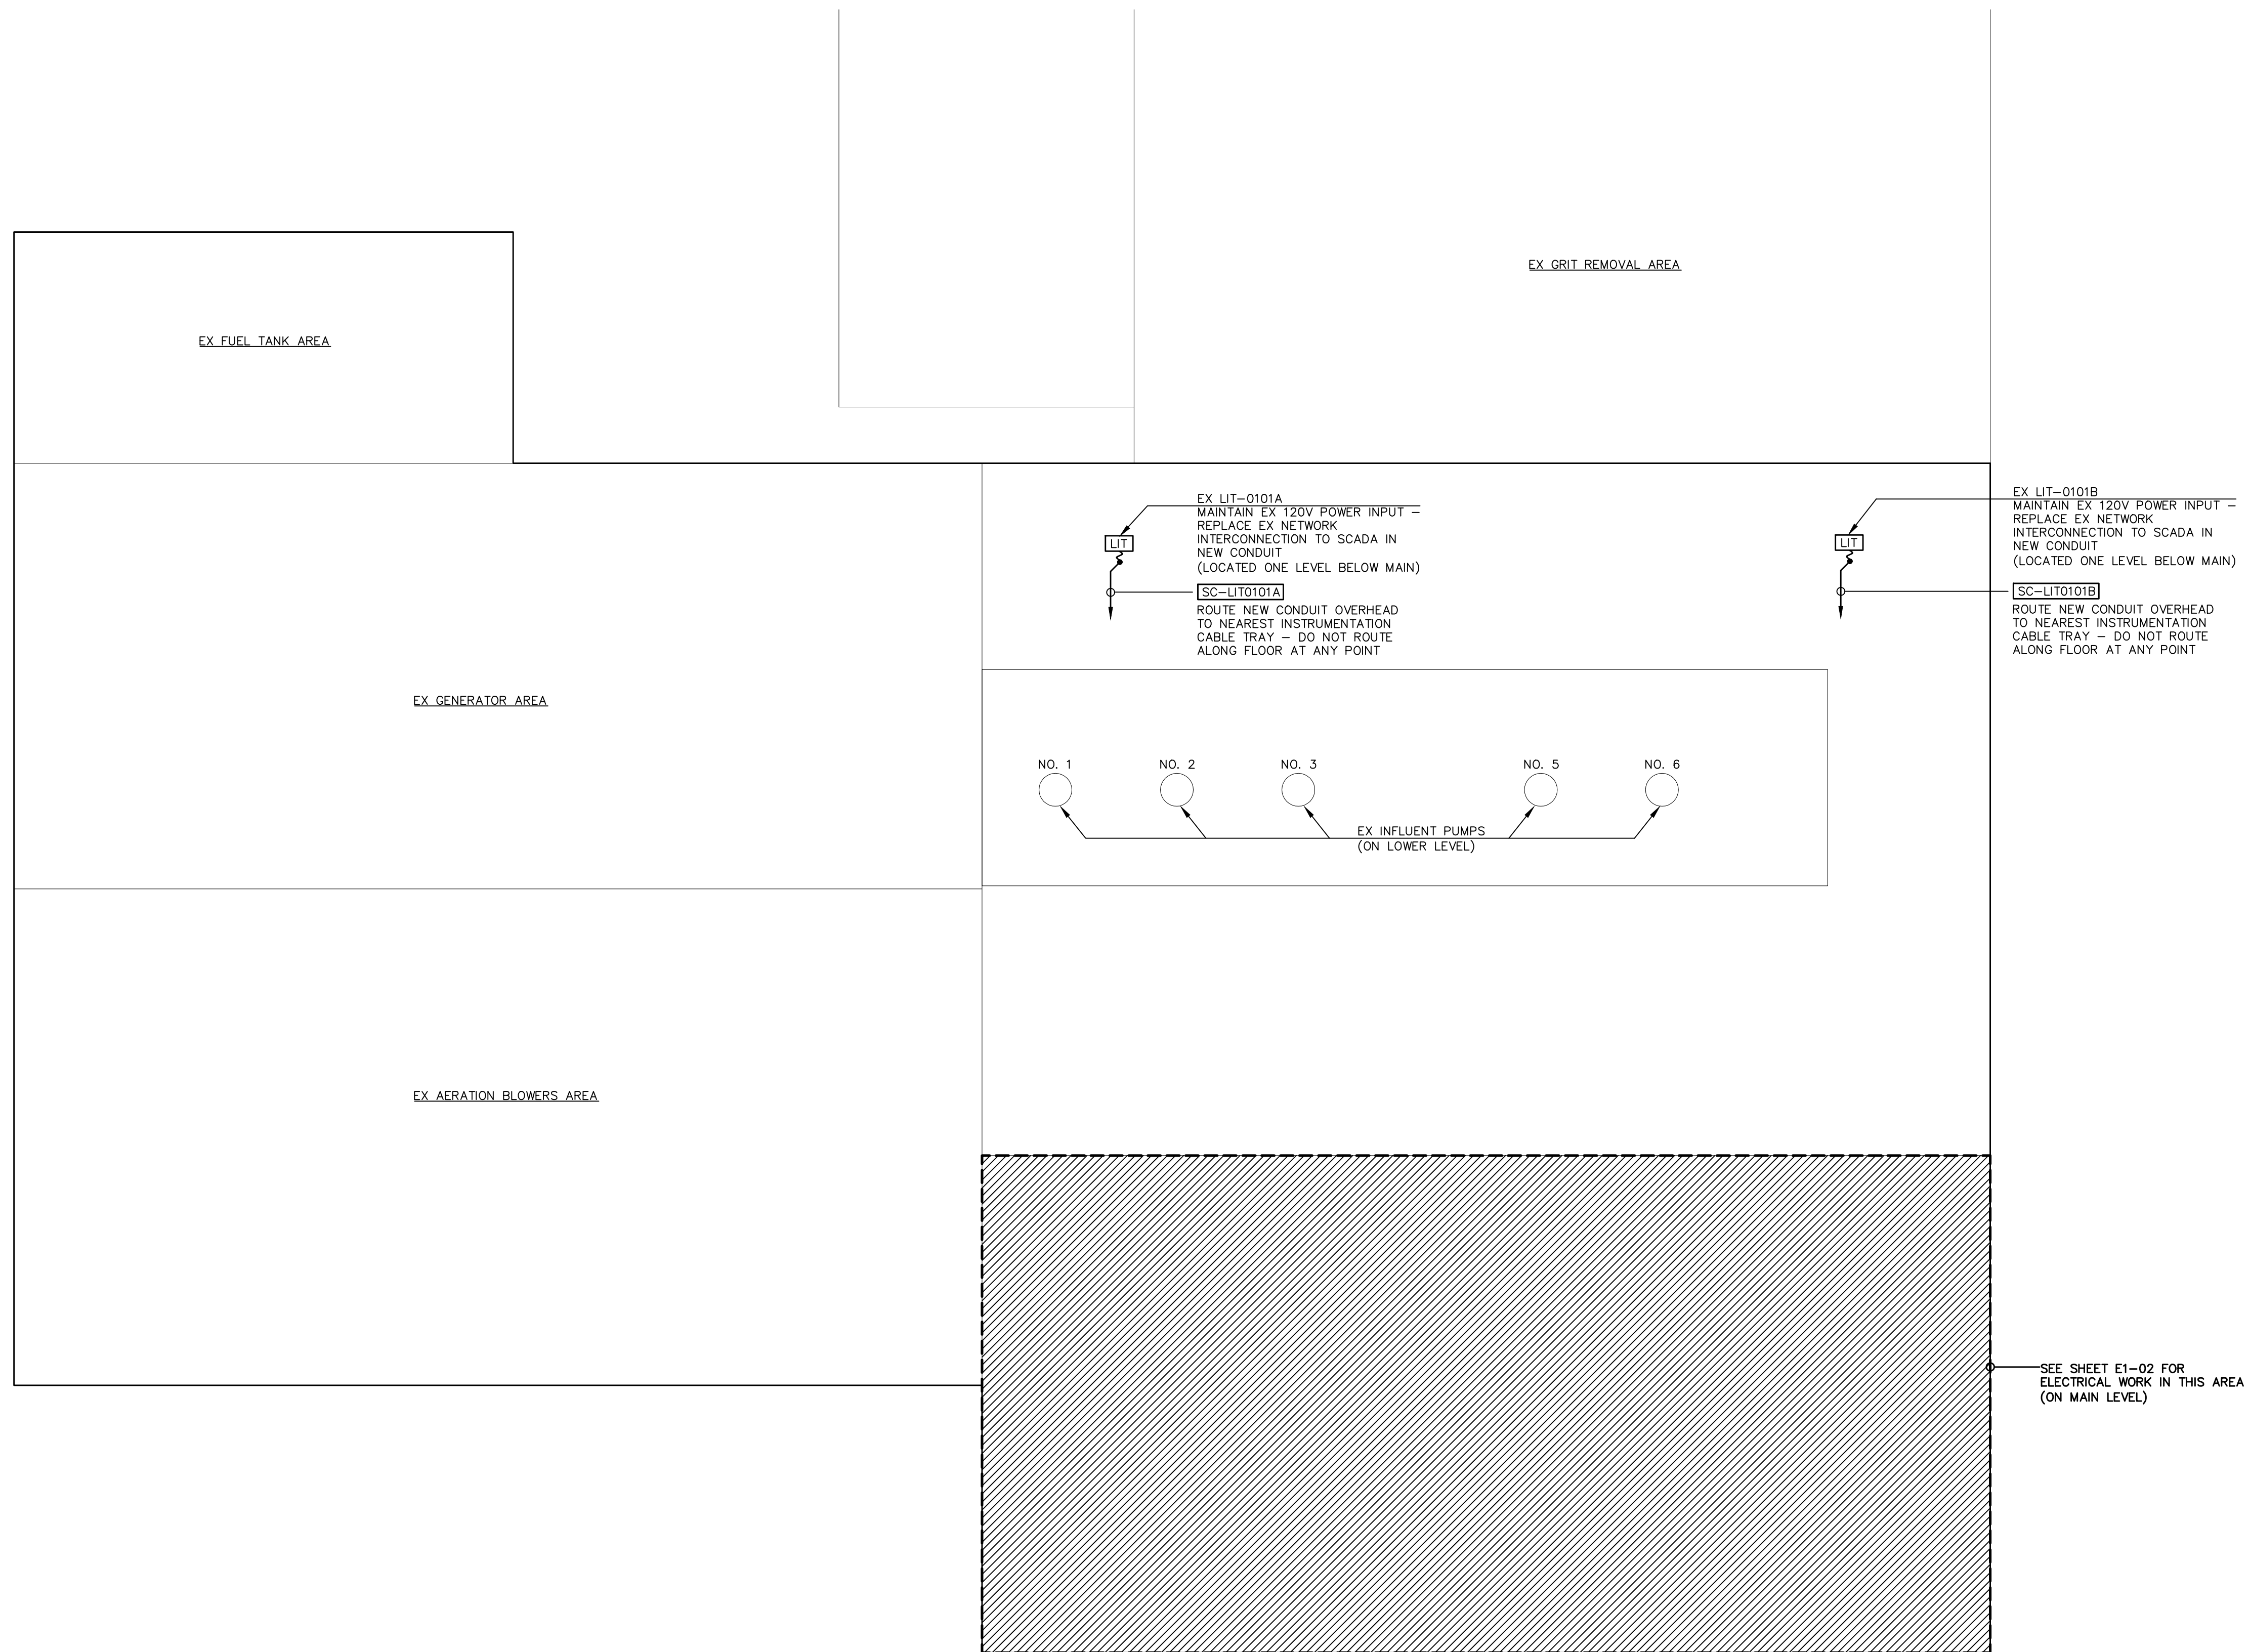 EX GRIT REMOVAL AREA
EX FUEL TANK AREA
EX LIT-0101A
MAINTAIN EX 120V POWER INPUT –
REPLACE EX NETWORK
INTERCONNECTION TO SCADA IN
NEW CONDUIT
(LOCATED ONE LEVEL BELOW MAIN)
LIT
SC-LIT0101A
ROUTE NEW CONDUIT OVERHEAD
TO NEAREST INSTRUMENTATION
CABLE TRAY – DO NOT ROUTE
ALONG FLOOR AT ANY POINT
EX LIT-0101B
MAINTAIN EX 120V POWER INPUT –
REPLACE EX NETWORK
INTERCONNECTION TO SCADA IN
NEW CONDUIT
(LOCATED ONE LEVEL BELOW MAIN)
LIT
SC-LIT0101B
ROUTE NEW CONDUIT OVERHEAD
TO NEAREST INSTRUMENTATION
CABLE TRAY – DO NOT ROUTE
ALONG FLOOR AT ANY POINT
EX GENERATOR AREA
NO. 1
NO. 2
NO. 3
NO. 5
NO. 6
EX INFLUENT PUMPS
(ON LOWER LEVEL)
EX AERATION BLOWERS AREA
SEE SHEET E1-02 FOR
ELECTRICAL WORK IN THIS AREA
(ON MAIN LEVEL)